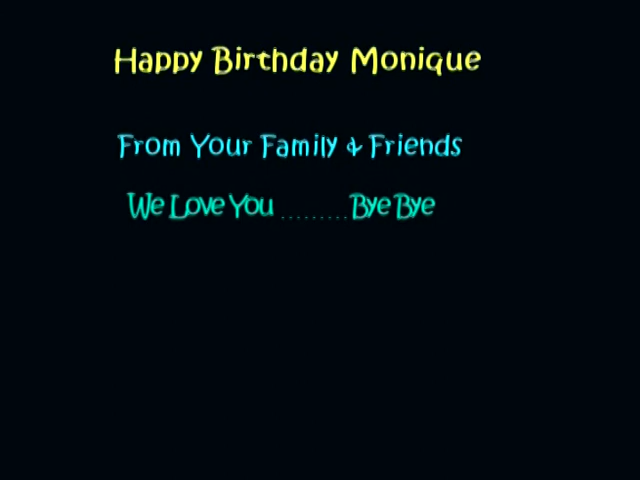 Happy Birthday Monique
From Your Family & Friends
We Love You .........Bye Bye